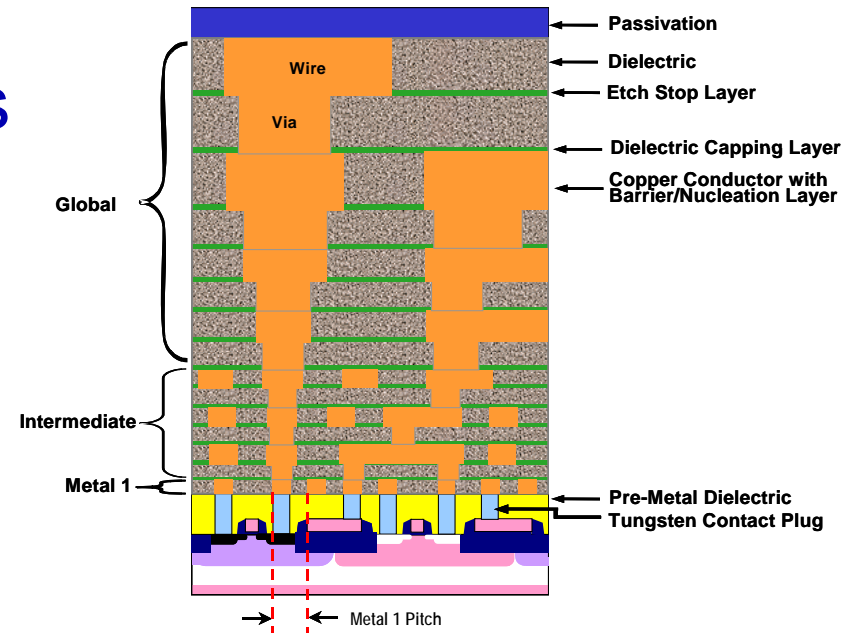 s
Passivation
Wire
Dielectric
Etch Stop Layer
Via
Dielectric Capping Layer
Copper Conductor with
Barrier/Nucleation Layer
Global
Intermediate
Metal 1
Pre-Metal Dielectric
Tungsten Contact Plug
Metal 1 Pitch